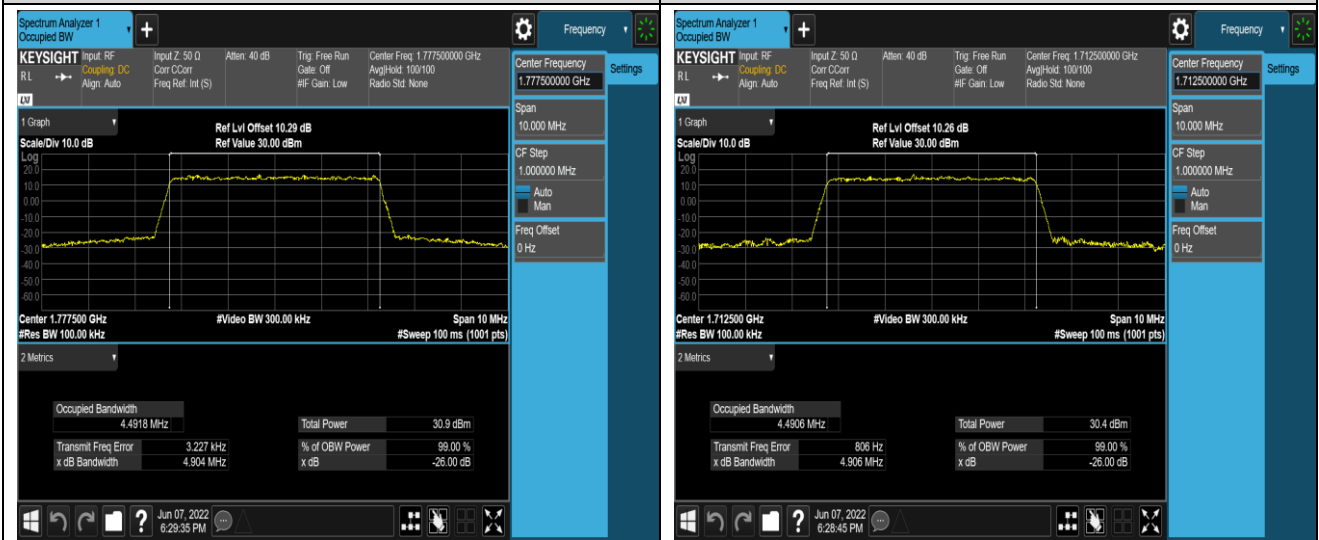 Spectrum Analyzer 1
Occupied BW
+
Frequency
KEYSIGHT
R L
LXI
Input: RF
Coupling: DC
Align: Auto
Input Z: 50 Ω
Corr CCorr
Freq Ref: Int (S)
Atten: 40 dB
Trig: Free Run
Gate: Off
#IF Gain: Low
Center Freq: 1.777500000 GHz
Avg|Hold: 100/100
Radio Std: None
Center Frequency
1.777500000 GHz
Settings
Span
10.000 MHz
CF Step
1.000000 MHz
Auto
Man
Freq Offset
0 Hz
1 Graph
Scale/Div 10.0 dB
Ref Lvl Offset 10.29 dB
Ref Value 30.00 dBm
Log
20.0
10.0
0.00
-10.0
-20.0
-30.0
-40.0
-50.0
-60.0
Center 1.777500 GHz
#Video BW 300.00 kHz
Span 10 MHz
#Res BW 100.00 kHz
#Sweep 100 ms (1001 pts)
2 Metrics
Occupied Bandwidth
4.4918 MHz
Total Power 30.9 dBm
Transmit Freq Error 3.227 kHz
% of OBW Power 99.00 %
x dB Bandwidth 4.904 MHz
x dB -26.00 dB
?
Jun 07, 2022
6:29:35 PM
Spectrum Analyzer 1
Occupied BW
+
Frequency
KEYSIGHT
R L
LXI
Input: RF
Coupling: DC
Align: Auto
Input Z: 50 Ω
Corr CCorr
Freq Ref: Int (S)
Atten: 40 dB
Trig: Free Run
Gate: Off
#IF Gain: Low
Center Freq: 1.712500000 GHz
Avg|Hold: 100/100
Radio Std: None
Center Frequency
1.712500000 GHz
Settings
Span
10.000 MHz
CF Step
1.000000 MHz
Auto
Man
Freq Offset
0 Hz
1 Graph
Scale/Div 10.0 dB
Ref Lvl Offset 10.26 dB
Ref Value 30.00 dBm
Log
20.0
10.0
0.00
-10.0
-20.0
-30.0
-40.0
-50.0
-60.0
Center 1.712500 GHz
#Video BW 300.00 kHz
Span 10 MHz
#Res BW 100.00 kHz
#Sweep 100 ms (1001 pts)
2 Metrics
Occupied Bandwidth
4.4906 MHz
Total Power 30.4 dBm
Transmit Freq Error 806 Hz
% of OBW Power 99.00 %
x dB Bandwidth 4.906 MHz
x dB -26.00 dB
?
Jun 07, 2022
6:28:45 PM